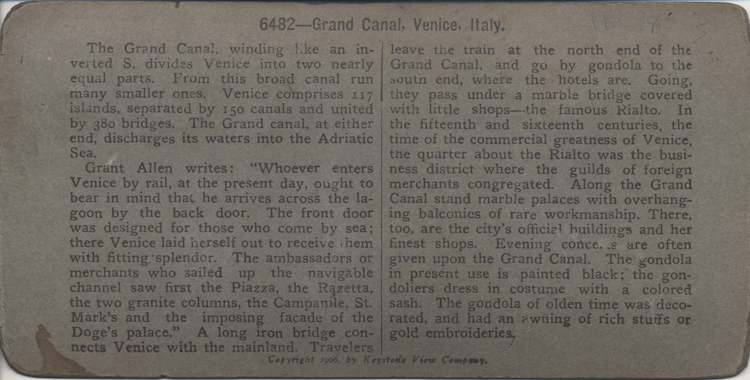 6482—Grand Canal, Venice, Italy.
The Grand Canal, winding like an in-
verted S, divides Venice into two nearly
equal parts. From this broad canal run
many smaller ones. Venice comprises 117
islands, separated by 150 canals and united
by 380 bridges. The Grand canal, at either
end, discharges its waters into the Adriatic
Sea.
Grant Allen writes: "Whoever enters
Venice by rail, at the present day, ought to
bear in mind that he arrives across the la-
goon by the back door. The front door
was designed for those who come by sea;
there Venice laid herself out to receive them
with fitting splendor. The ambassadors or
merchants who sailed up the navigable
channel saw first the Piazza, the Razetta,
the two granite columns, the Campanile, St.
Mark's and the imposing facade of the
Doge's palace." A long iron bridge con-
nects Venice with the mainland. Travelers
leave the train at the north end of the
Grand Canal, and go by gondola to the
south end, where the hotels are. Going,
they pass under a marble bridge covered
with little shops—the famous Rialto. In
the fifteenth and sixteenth centuries, the
time of the commercial greatness of Venice,
the quarter about the Rialto was the busi-
ness district where the guilds of foreign
merchants congregated. Along the Grand
Canal stand marble palaces with overhang-
ing balconies of rare workmanship. There,
too, are the city's official buildings and her
finest shops. Evening are often
given upon the Grand Canal. The gondola
in present use is painted black; the gon-
doliers dress in costume with a colored
sash. The gondola of olden time was deco-
rated, and had an awning of rich stuffs or
gold embroideries.
Copyright 1906, by Keystone View Company.